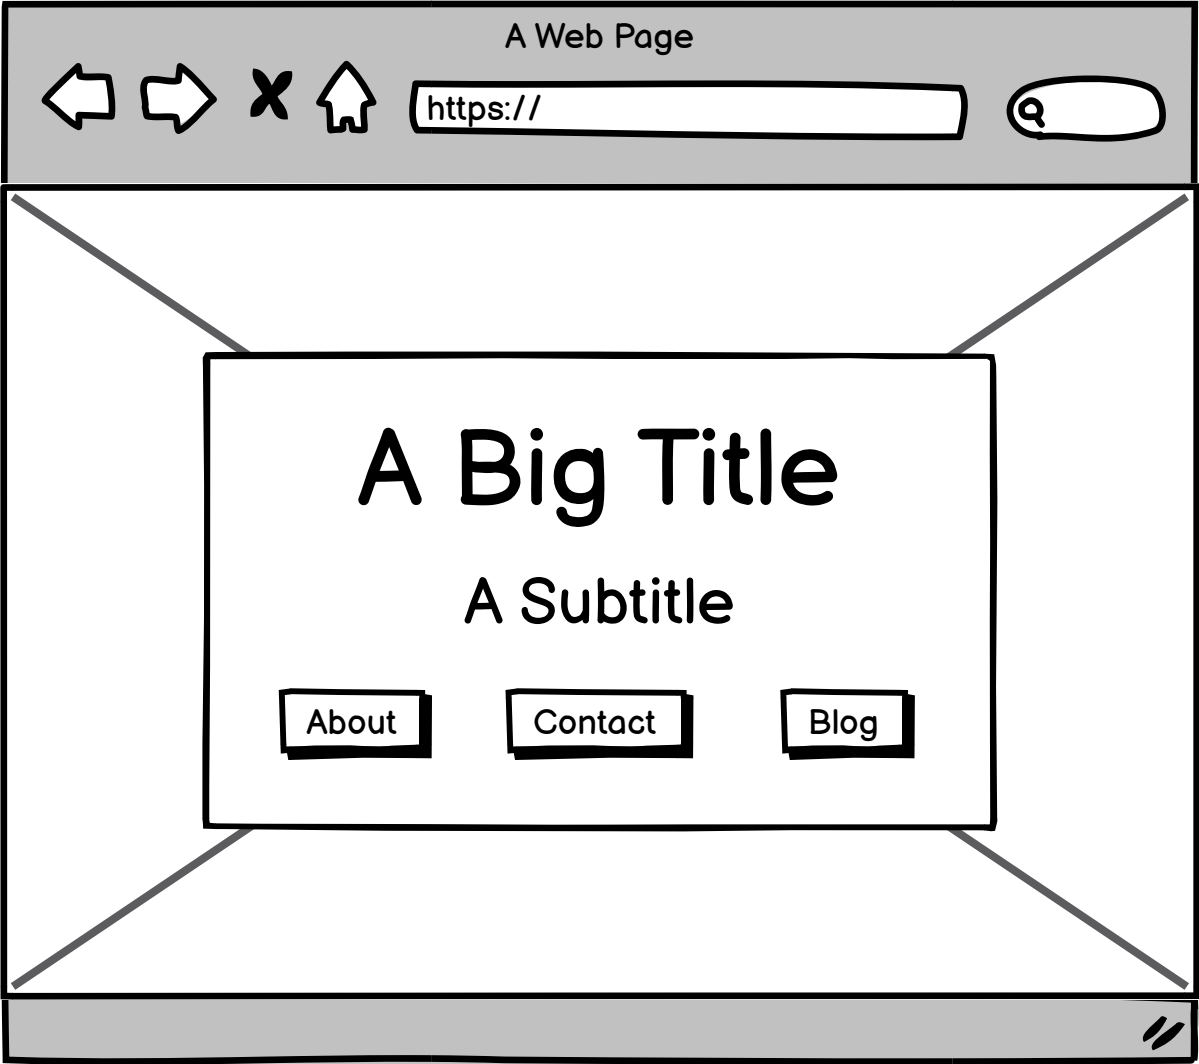 A Web Page
https://
A Big Title
A Subtitle
About Contact Blog